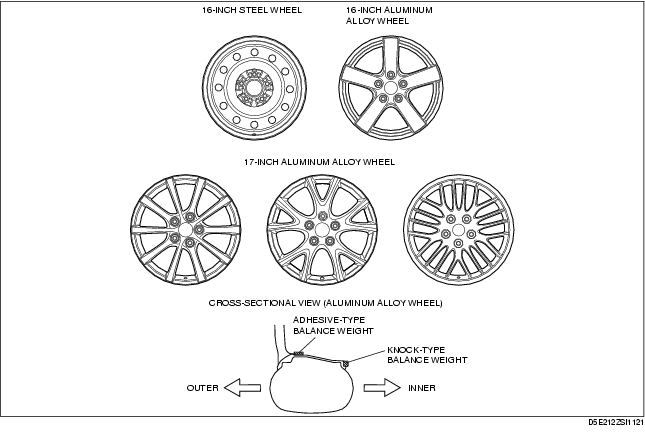 16-INCH STEEL WHEEL
16-INCH ALUMINUM
ALLOY WHEEL
17-INCH ALUMINUM ALLOY WHEEL
CROSS-SECTIONAL VIEW (ALUMINUM ALLOY WHEEL)
ADHESIVE-TYPE
BALANCE WEIGHT
KNOCK-TYPE
BALANCE WEIGHT
OUTER
INNER
D5E212ZSI1121